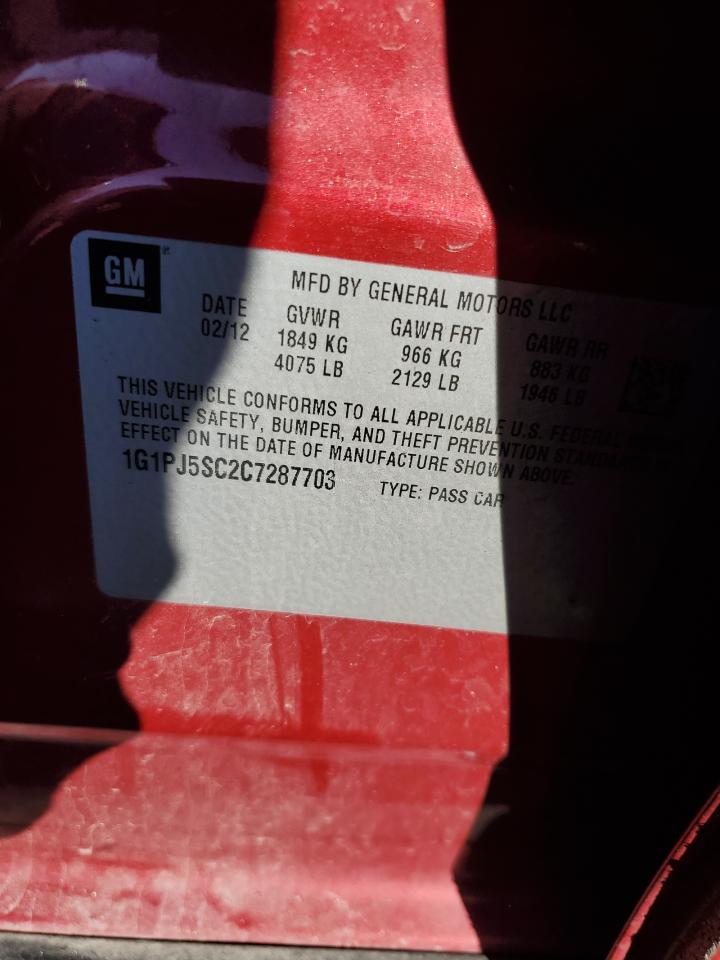 GM
MFD BY GENERAL MOTORS LLC
DATE GVWR GAWR FRT GAWR RR
02/12 1849 KG 966 KG 883 KG
4075 LB 2129 LB 1946 LB
THIS VEHICLE CONFORMS TO ALL APPLICABLE U.S. FEDERAL
VEHICLE SAFETY, BUMPER, AND THEFT PREVENTION STANDARDS
EFFECT ON THE DATE OF MANUFACTURE SHOWN ABOVE.
1G1PJ5SC2C7287703 TYPE: PASS CAR